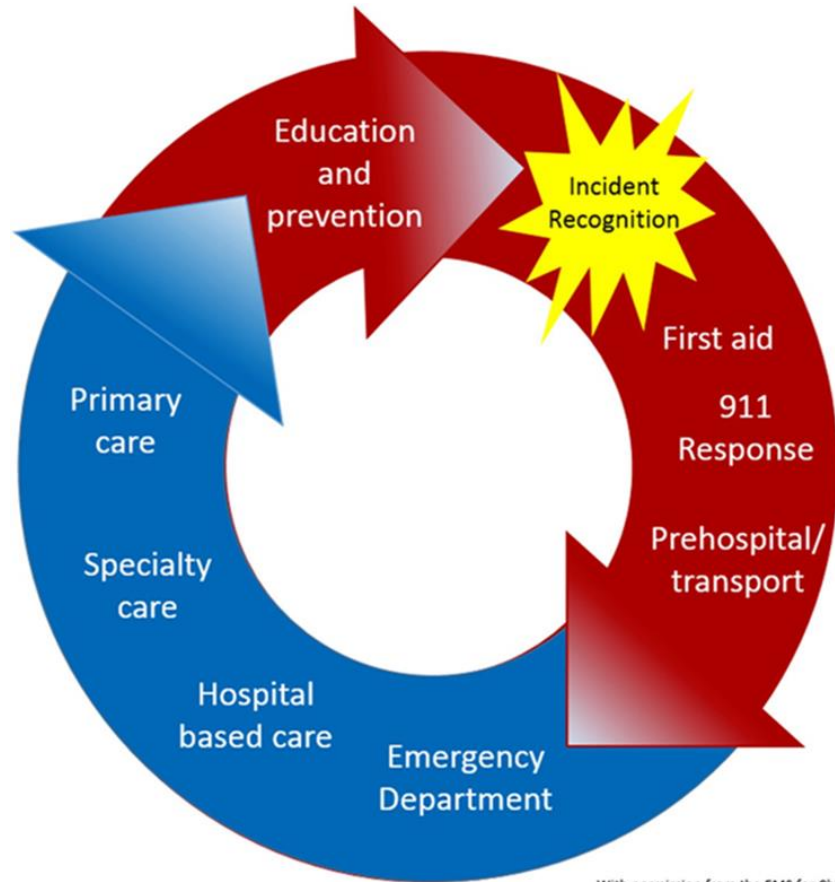 Education
and
prevention
Incident
Recognition
First aid
911
Response
Prehospital/
transport
Emergency
Department
Hospital
based care
Specialty
care
Primary
care